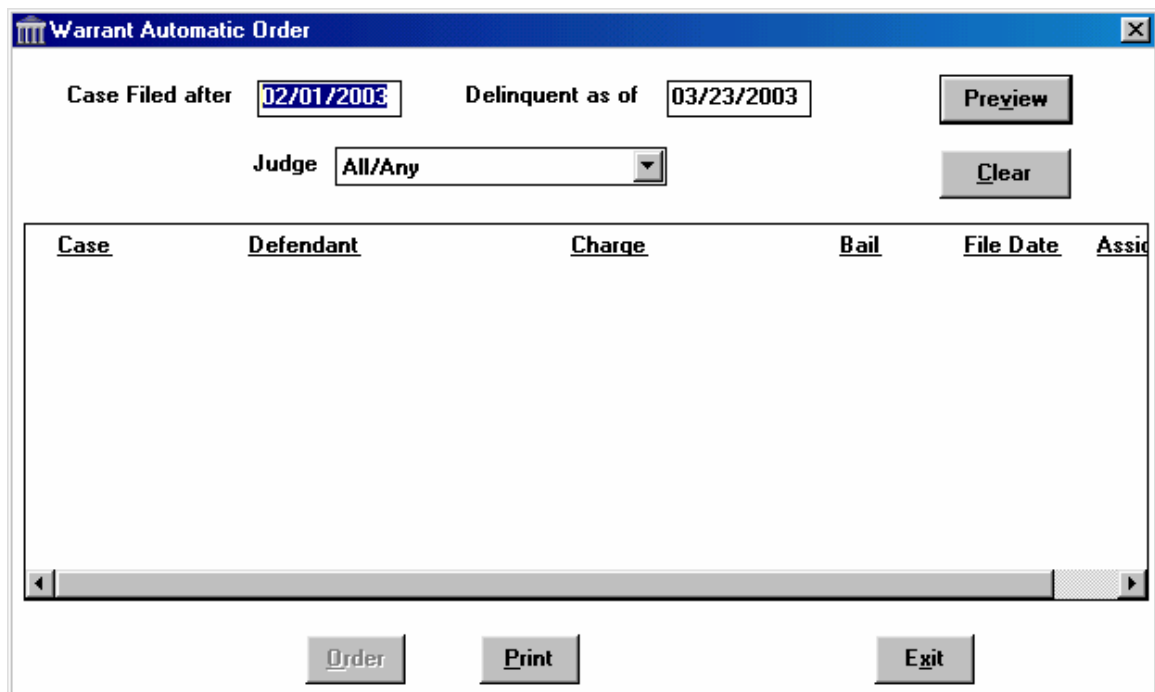 Warrant Automatic Order
Case Filed after 02/01/2003 Delinquent as of 03/23/2003 Preview
Judge All/Any Clear
Case Defendant Charge Bail File Date Assig
Order Print Exit